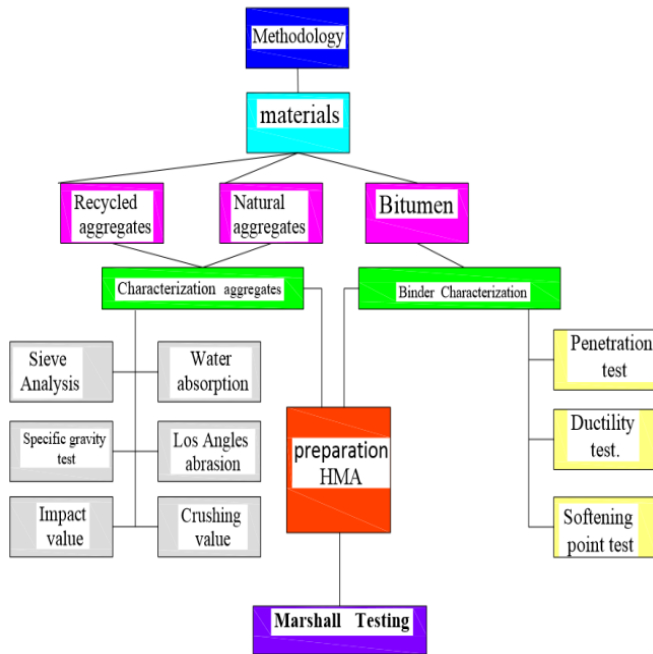 Methodology
materials
Recycled
aggregates
Natural
aggregates
Bitumen
Characterization aggregates
Binder Characterization
Sieve
Analysis
Water
absorption
Penetration
test
Specific gravity
test
Los Angles
abrasion
preparation
HMA
Ductility
test.
Impact
value
Crushing
value
Softening
point test
Marshall Testing